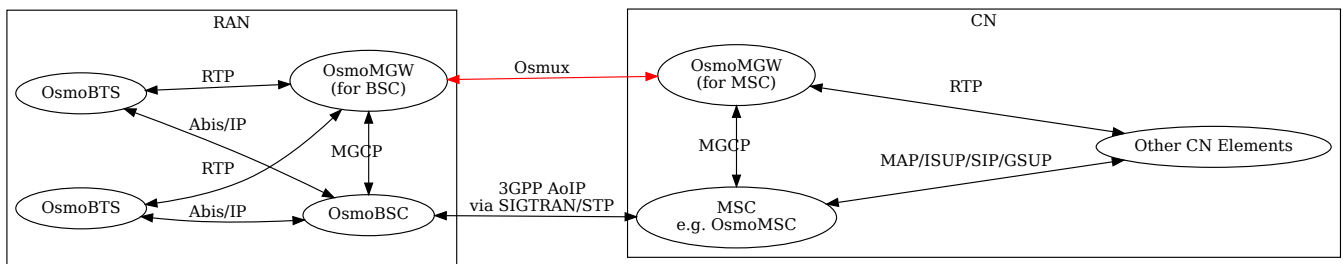 RAN
CN
OsmoBTS
RTP
OsmoMGW
(for BSC)
Osmux
OsmoMGW
(for MSC)
RTP
Abis/IP
MGCP
MGCP
Other CN Elements
RTP
MAP/ISUP/SIP/GSUP
OsmoBTS
Abis/IP
OsmoBSC
3GPP AoIP
via SIGTRAN/STP
MSC
e.g. OsmoMSC